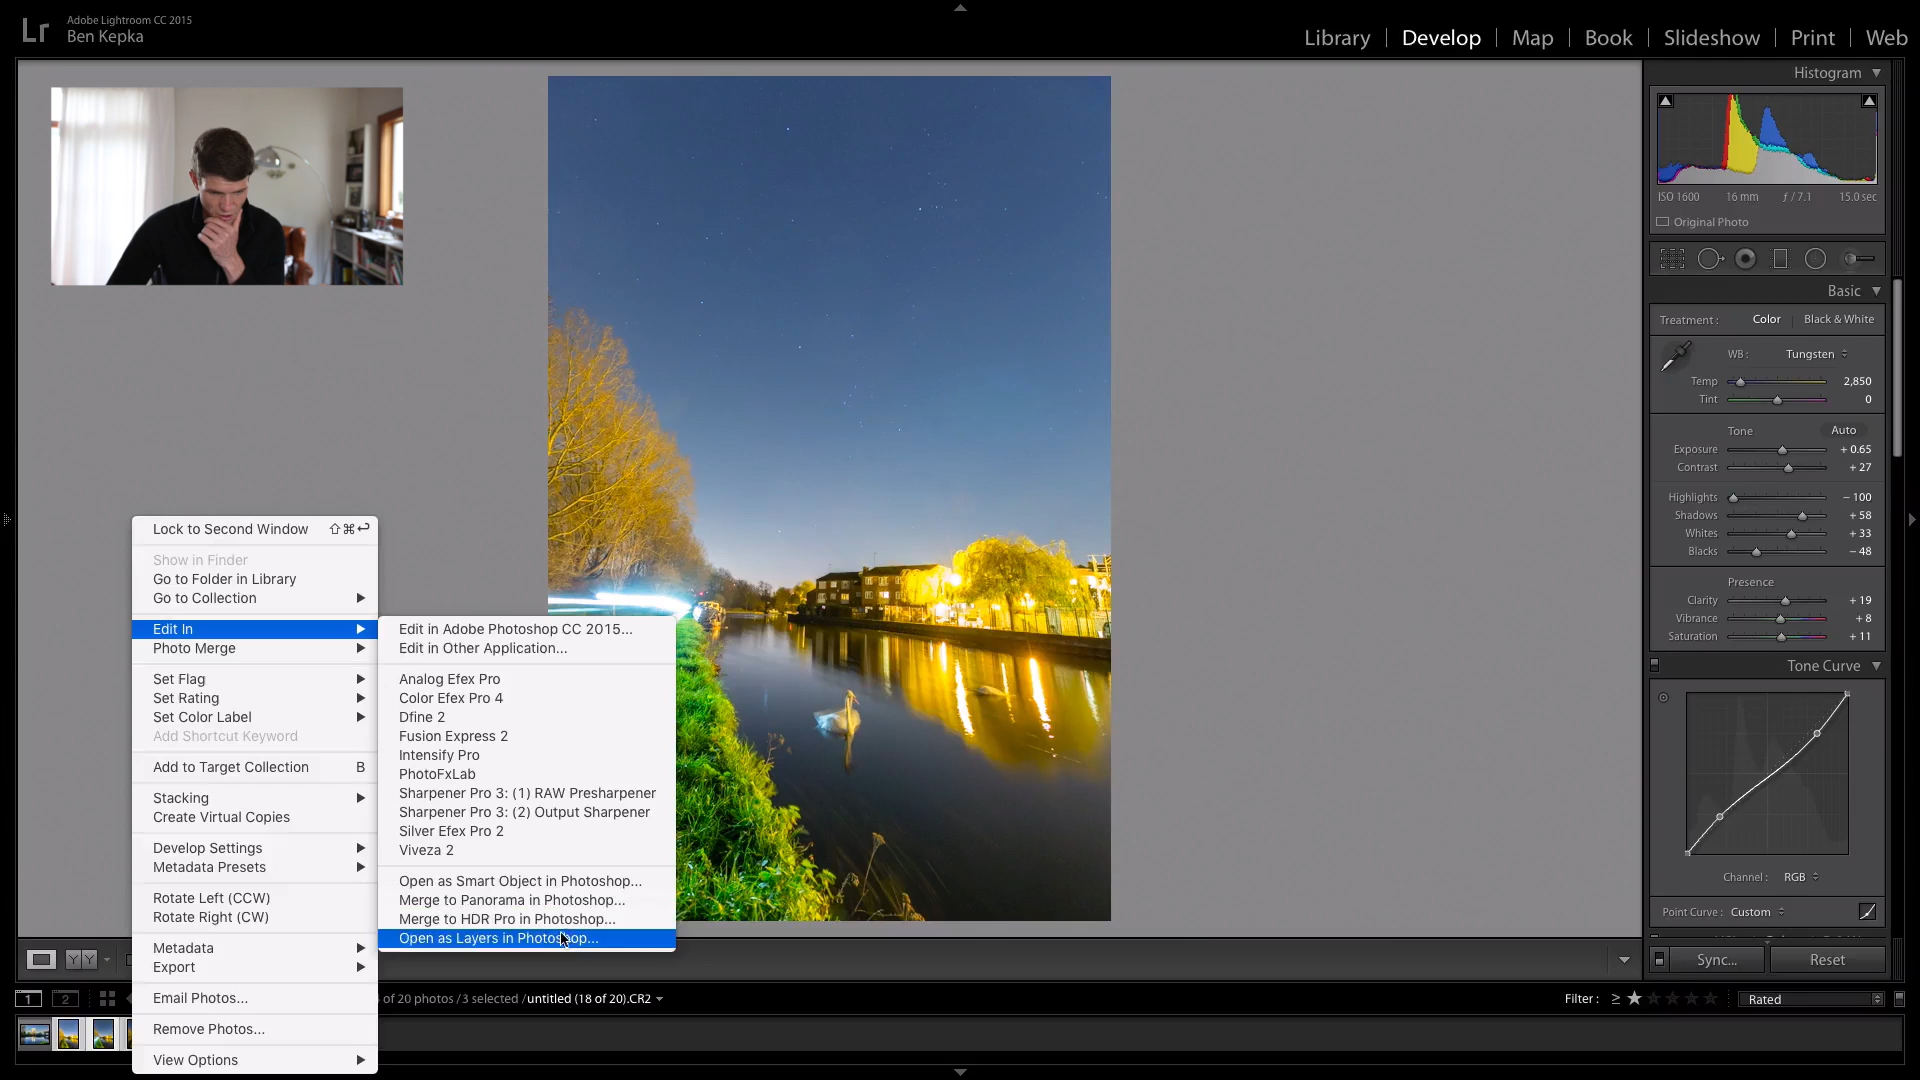 Lr
Adobe Lightroom CC 2015
Ben Kepka
Library
Develop
Map
Book
Slideshow
Print
Web
Histogram
ISO 1600 16 mm ƒ / 7.1 15.0 sec
Original Photo
Basic
Treatment : Color Black & White
WB : Tungsten
Temp 2,850
Tint 0
Tone Auto
Exposure + 0.65
Contrast + 27
Highlights − 100
Shadows + 58
Whites + 33
Blacks − 48
Presence
Clarity + 19
Vibrance + 8
Saturation + 11
Tone Curve
Channel : RGB
Point Curve : Custom
Sync...
Reset
Lock to Second Window ⇧⌘↩
Show in Finder
Go to Folder in Library
Go to Collection
Edit In
Photo Merge
Set Flag
Set Rating
Set Color Label
Add Shortcut Keyword
Add to Target Collection B
Stacking
Create Virtual Copies
Develop Settings
Metadata Presets
Rotate Left (CCW)
Rotate Right (CW)
Metadata
Export
Email Photos...
Remove Photos...
View Options
Edit in Adobe Photoshop CC 2015...
Edit in Other Application...
Analog Efex Pro
Color Efex Pro 4
Dfine 2
Fusion Express 2
Intensify Pro
PhotoFxLab
Sharpener Pro 3: (1) RAW Presharpener
Sharpener Pro 3: (2) Output Sharpener
Silver Efex Pro 2
Viveza 2
Open as Smart Object in Photoshop...
Merge to Panorama in Photoshop...
Merge to HDR Pro in Photoshop...
Open as Layers in Photoshop...
YY
1 2
of 20 photos / 3 selected / untitled (18 of 20).CR2
Filter : ≥ Rated